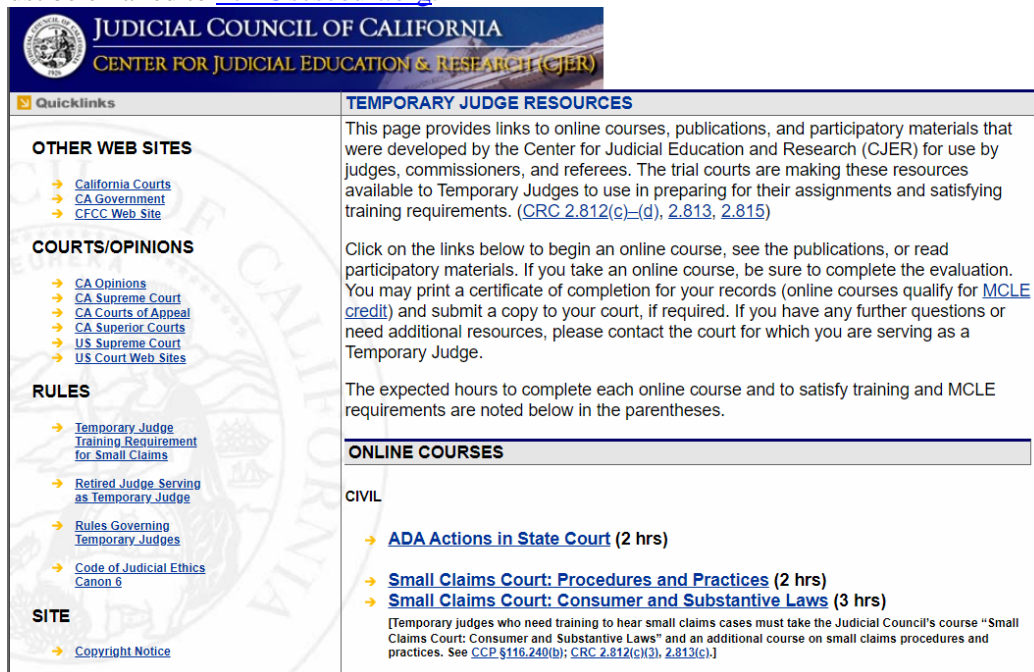 JUDICIAL COUNCIL OF CALIFORNIA
CENTER FOR JUDICIAL EDUCATION & RESEARCH (CJER)
Quicklinks
OTHER WEB SITES
California Courts
CA Government
CFCC Web Site
COURTS/OPINIONS
CA Opinions
CA Supreme Court
CA Courts of Appeal
CA Superior Courts
US Supreme Court
US Court Web Sites
RULES
Temporary Judge
Training Requirement
for Small Claims
Retired Judge Serving
as Temporary Judge
Rules Governing
Temporary Judges
Code of Judicial Ethics
Canon 6
SITE
Copyright Notice
TEMPORARY JUDGE RESOURCES
This page provides links to online courses, publications, and participatory materials that
were developed by the Center for Judicial Education and Research (CJER) for use by
judges, commissioners, and referees. The trial courts are making these resources
available to Temporary Judges to use in preparing for their assignments and satisfying
training requirements. (CRC 2.812(c)–(d), 2.813, 2.815)
Click on the links below to begin an online course, see the publications, or read
participatory materials. If you take an online course, be sure to complete the evaluation.
You may print a certificate of completion for your records (online courses qualify for MCLE
credit) and submit a copy to your court, if required. If you have any further questions or
need additional resources, please contact the court for which you are serving as a
Temporary Judge.
The expected hours to complete each online course and to satisfy training and MCLE
requirements are noted below in the parentheses.
ONLINE COURSES
CIVIL
ADA Actions in State Court (2 hrs)
Small Claims Court: Procedures and Practices (2 hrs)
Small Claims Court: Consumer and Substantive Laws (3 hrs)
[Temporary judges who need training to hear small claims cases must take the Judicial Council's course “Small
Claims Court: Consumer and Substantive Laws” and an additional course on small claims procedures and
practices. See CCP §116.240(b); CRC 2.812(c)(3), 2.813(c).]